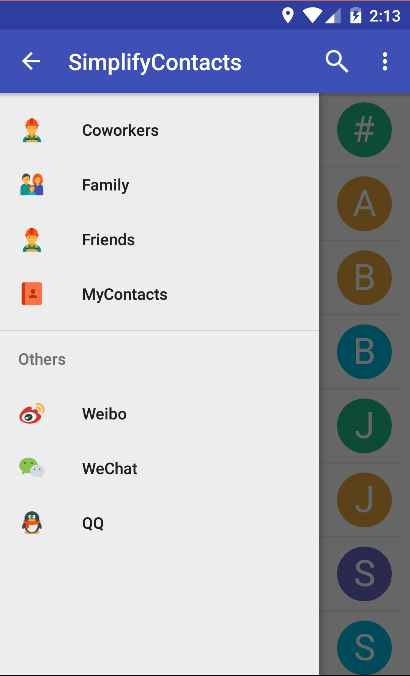 2:13
SimplifyContacts
Coworkers
Family
Friends
MyContacts
Others
Weibo
WeChat
QQ
#
A
B
B
J
J
S
S